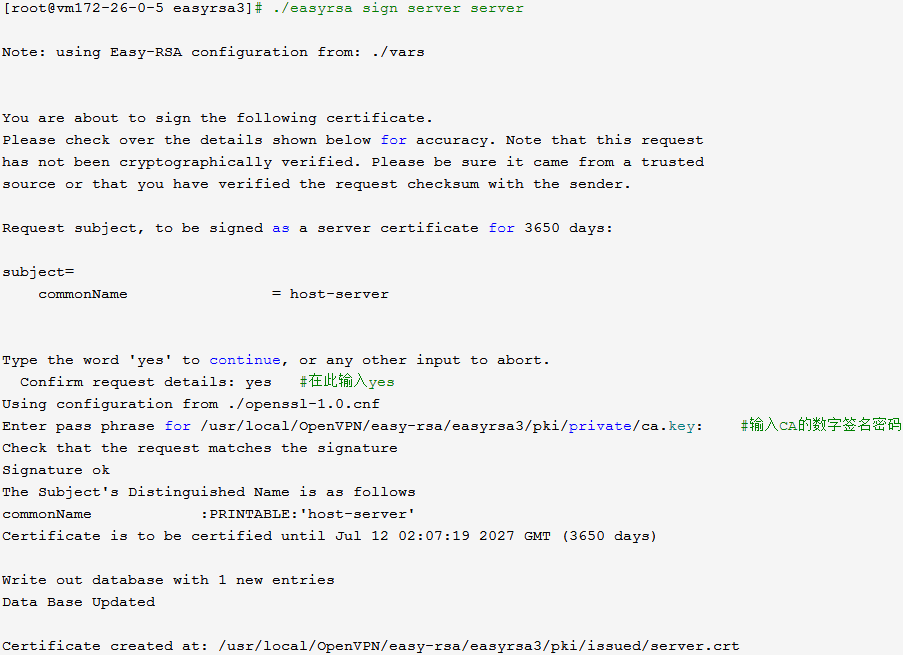 [root@vm172-26-0-5 easyrsa3]# ./easyrsa sign server server
Note: using Easy-RSA configuration from: ./vars
You are about to sign the following certificate.
Please check over the details shown below for accuracy. Note that this request
has not been cryptographically verified. Please be sure it came from a trusted
source or that you have verified the request checksum with the sender.
Request subject, to be signed as a server certificate for 3650 days:
subject=
    commonName                = host-server
Type the word 'yes' to continue, or any other input to abort.
  Confirm request details: yes   #在此输入yes
Using configuration from ./openssl-1.0.cnf
Enter pass phrase for /usr/local/OpenVPN/easy-rsa/easyrsa3/pki/private/ca.key:    #输入CA的数字签名密码
Check that the request matches the signature
Signature ok
The Subject's Distinguished Name is as follows
commonName            :PRINTABLE:'host-server'
Certificate is to be certified until Jul 12 02:07:19 2027 GMT (3650 days)
Write out database with 1 new entries
Data Base Updated
Certificate created at: /usr/local/OpenVPN/easy-rsa/easyrsa3/pki/issued/server.crt